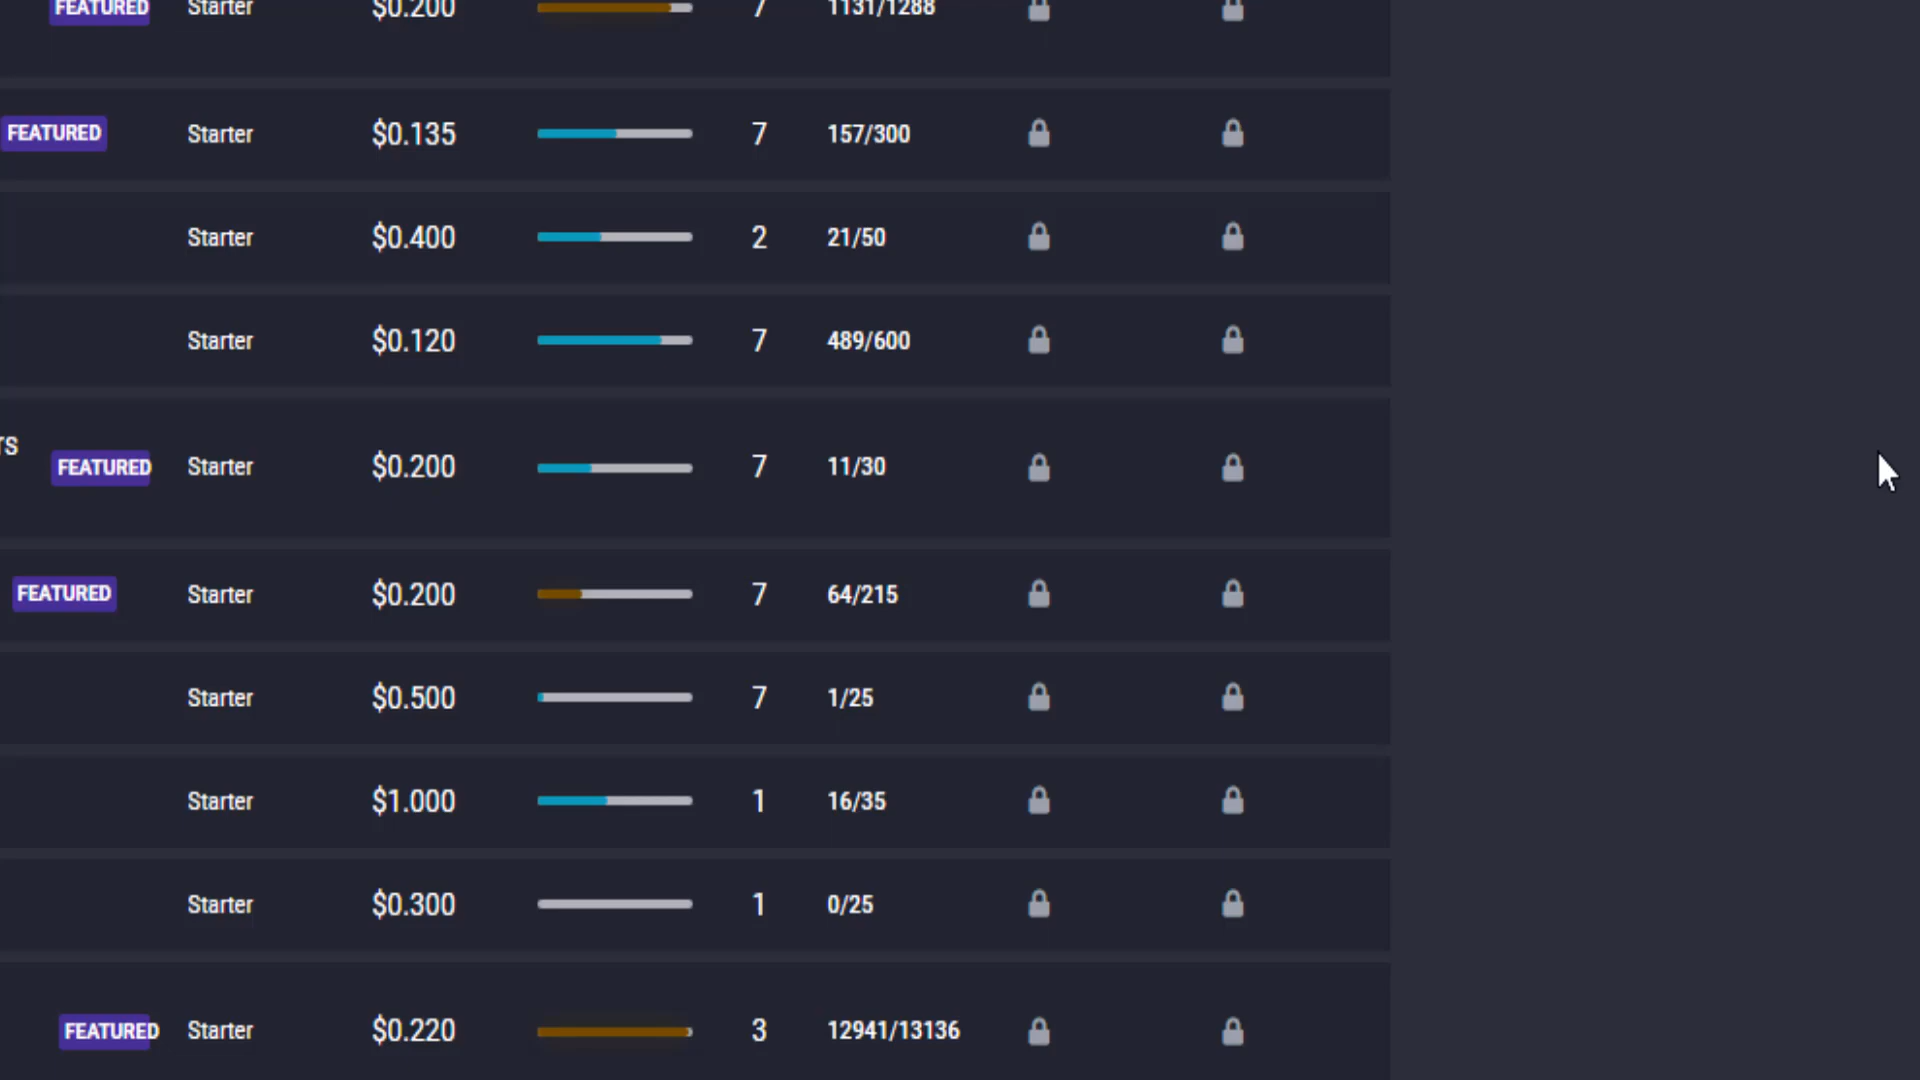 FEATURED Starter $0.200 7 1131/1288
FEATURED Starter $0.135 7 157/300
Starter $0.400 2 21/50
Starter $0.120 7 489/600
TS
FEATURED Starter $0.200 7 11/30
FEATURED Starter $0.200 7 64/215
Starter $0.500 7 1/25
Starter $1.000 1 16/35
Starter $0.300 1 0/25
FEATURED Starter $0.220 3 12941/13136